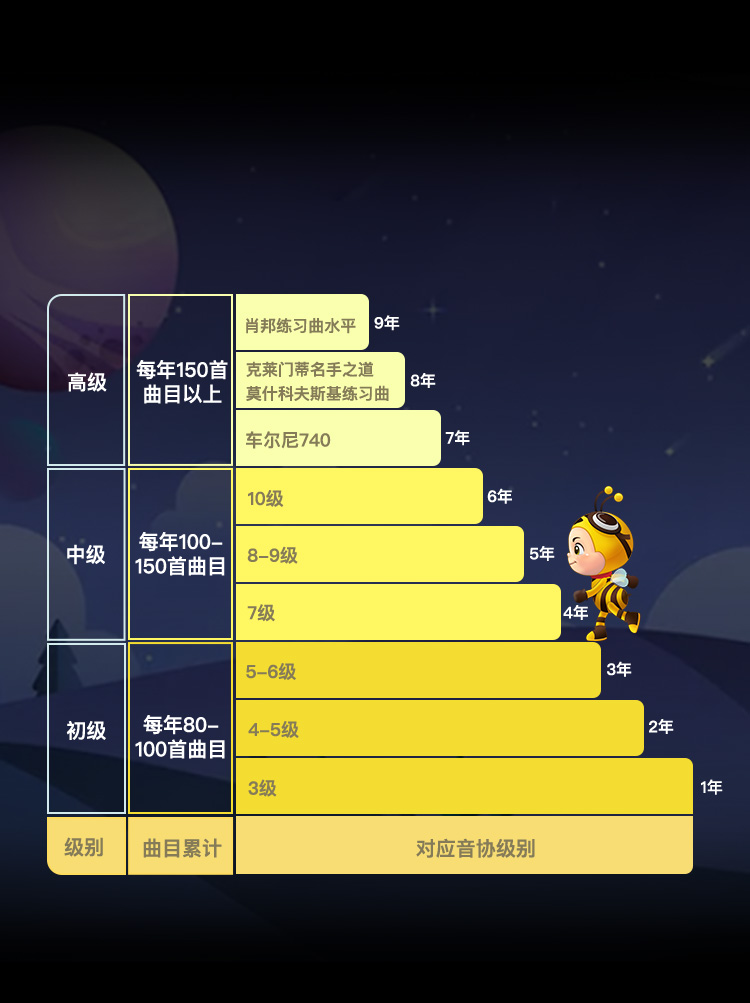 肖邦练习曲水平
9年
高级
每年150首
曲目以上
克莱门蒂名手之道
莫什科夫斯基练习曲
8年
车尔尼740
7年
10级
6年
中级
每年100-
150首曲目
8-9级
5年
7级
4年
5-6级
3年
初级
每年80-
100首曲目
4-5级
2年
3级
1年
级别
曲目累计
对应音协级别